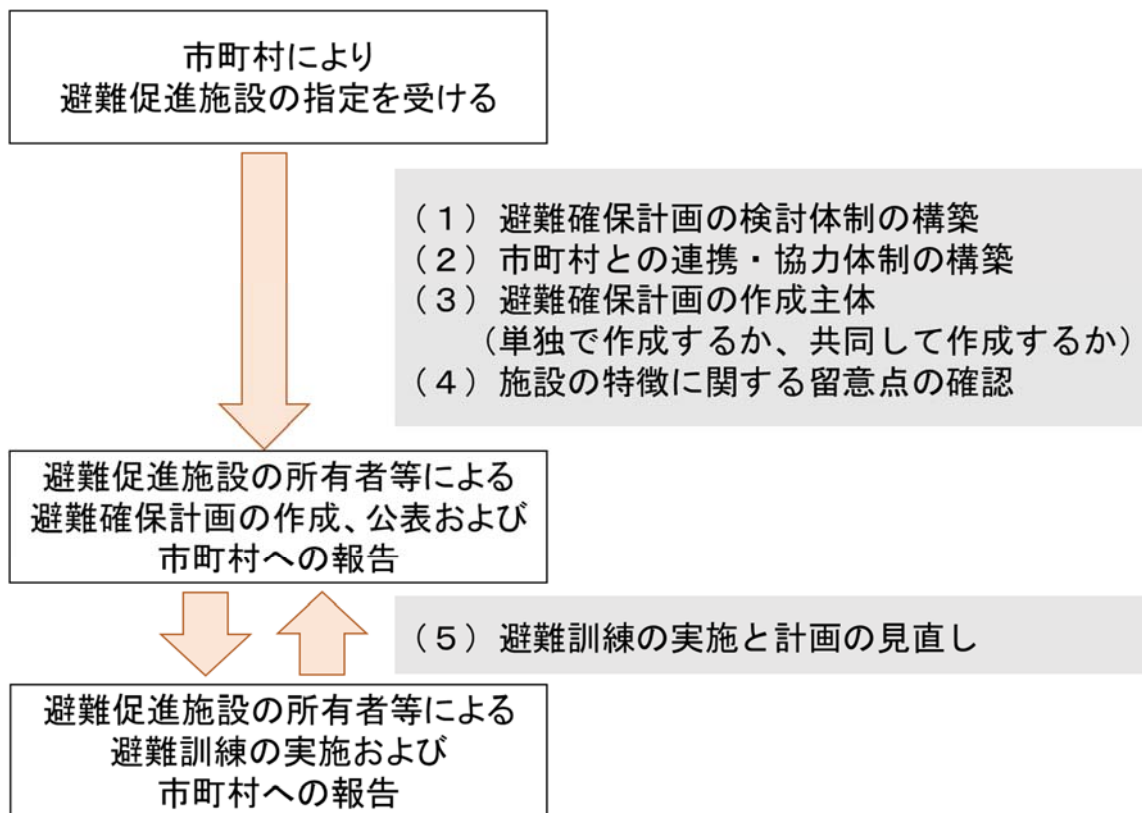 市町村により
避難促進施設の指定を受ける
(1)避難確保計画の検討体制の構築
(2)市町村との連携・協力体制の構築
(3)避難確保計画の作成主体
(単独で作成するか、共同して作成するか)
(4)施設の特徴に関する留意点の確認
避難促進施設の所有者等による
避難確保計画の作成、公表および
市町村への報告
(5)避難訓練の実施と計画の見直し
避難促進施設の所有者等による
避難訓練の実施および
市町村への報告